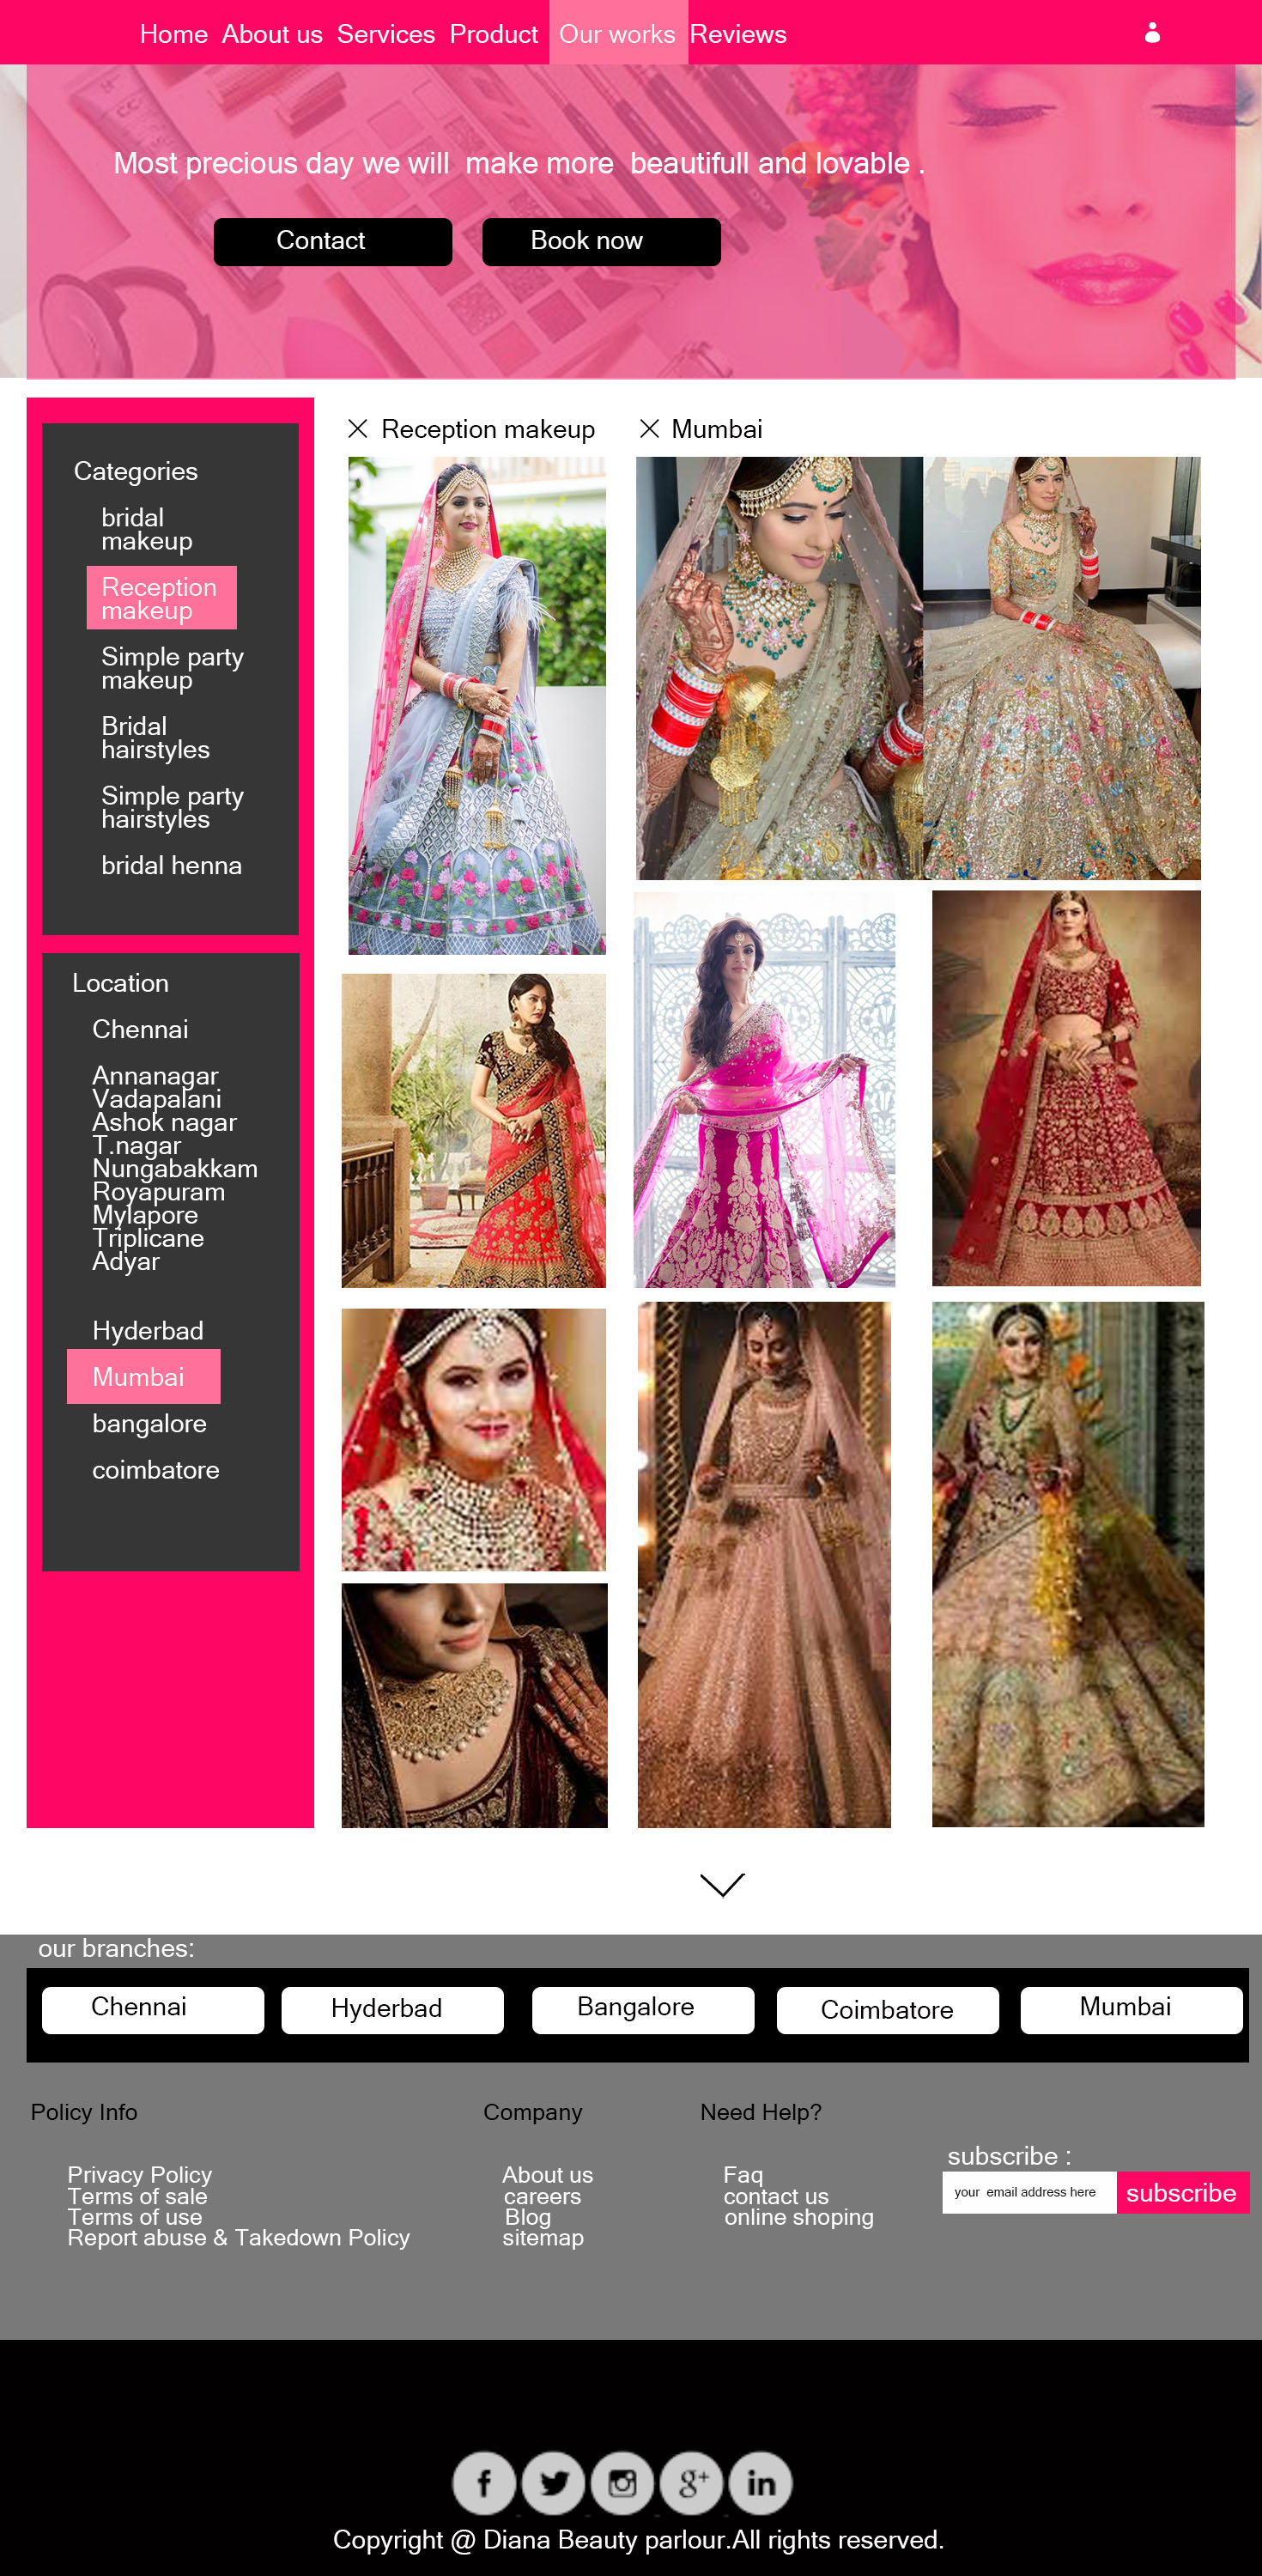 Home About us Services Product Our works Reviews
Most precious day we will make more beautifull and lovable .
Contact Book now
Categories
bridal
makeup
Reception
makeup
Simple party
makeup
Bridal
hairstyles
Simple party
hairstyles
bridal henna
Location
Chennai
Annanagar
Vadapalani
Ashok nagar
T.nagar
Nungabakkam
Royapuram
Mylapore
Triplicane
Adyar
Hyderbad
Mumbai
bangalore
coimbatore
Reception makeup Mumbai
our branches:
Chennai Hyderbad Bangalore Coimbatore Mumbai
Policy Info
Privacy Policy
Terms of sale
Terms of use
Report abuse & Takedown Policy
Company
About us
careers
Blog
sitemap
Need Help?
Faq
contact us
online shoping
subscribe :
your email address here subscribe
f g+ in
Copyright @ Diana Beauty parlour.All rights reserved.